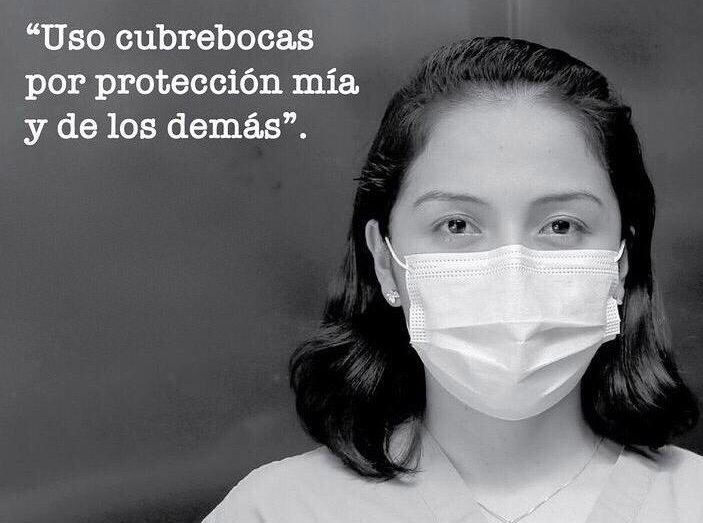 “Uso cubrebocas
por protección mía
y de los demás”.